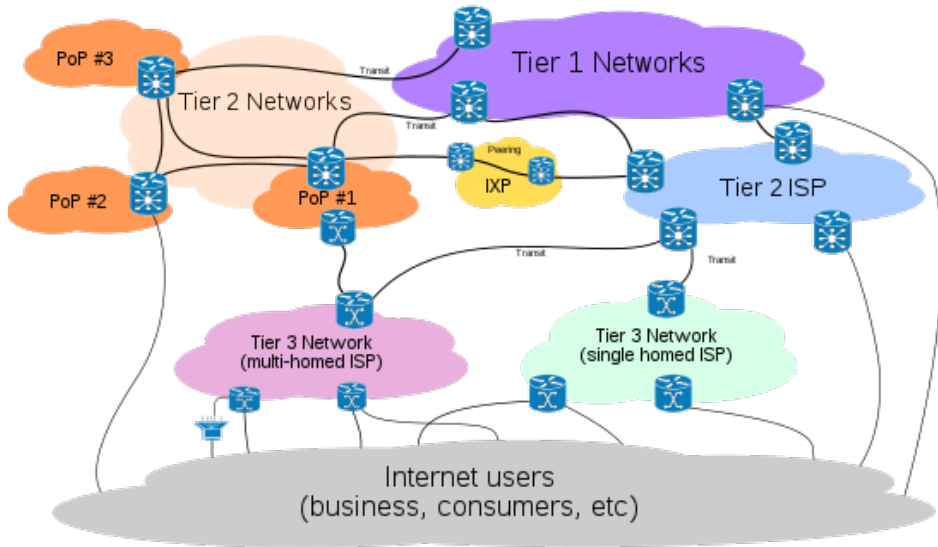 PoP #3
Tier 1 Networks
Transit
Tier 2 Networks
Transit
Peering
IXP
Tier 2 ISP
PoP #2
PoP #1
Transit
Transit
Tier 3 Network
(multi-homed ISP)
Tier 3 Network
(single homed ISP)
Internet users
(business, consumers, etc)